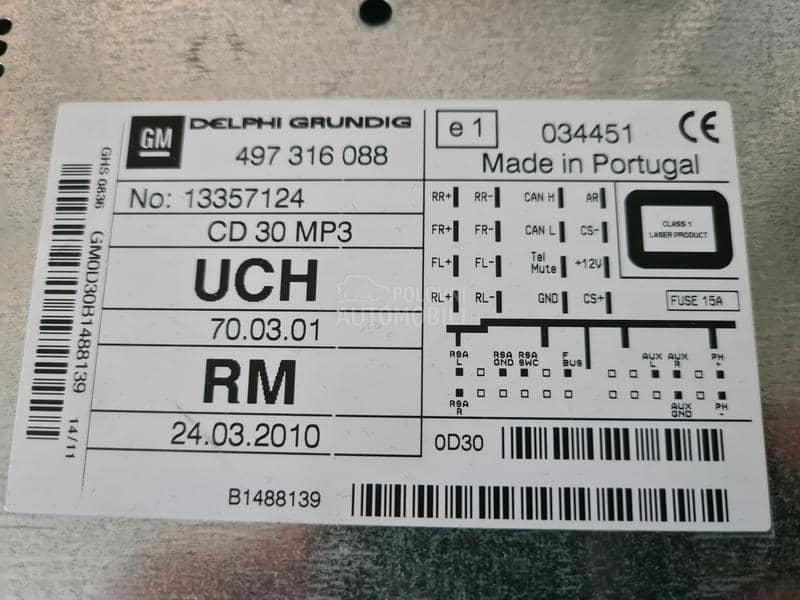 GM DELPHI GRUNDIG
497 316 088
e1 034451 CE
Made in Portugal
No: 13357124
CD 30 MP3
UCH
70.03.01
RM
24.03.2010
RR+ RR- CAN H AR
FR+ FR- CAN L CS-
FL+ FL- Tel Mute +12V
RL+ RL- GND CS+
CLASS 1
LASER PRODUCT
FUSE 15A
RSA L RSA GND RSA SWC F BUS AUX L AUX R PH +
RSA R AUX GND PH -
0D30
B1488139
GHS 0836
GM0D30B1488139
14/11
POLOVNI
AUTOMOBILI